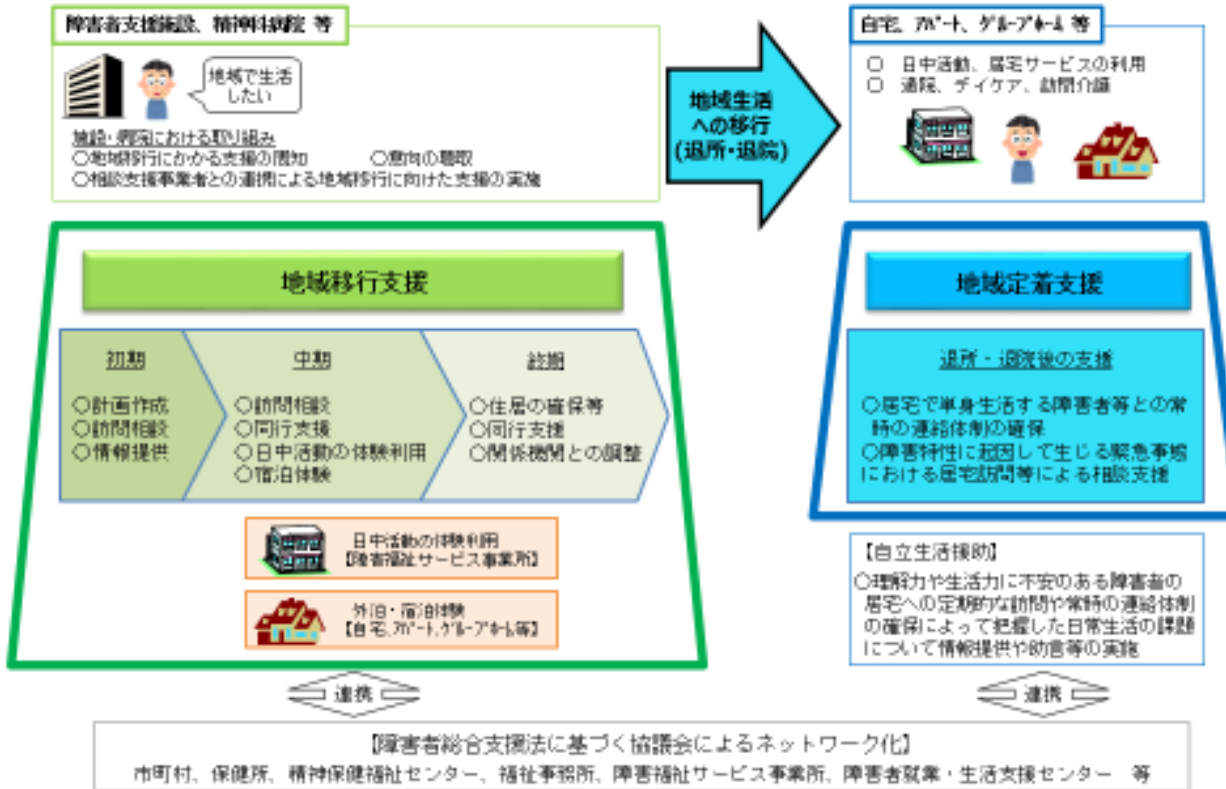 障害者支援施設、精神科病院 等
地域で生活
したい
施設・病院における取り組み
○地域移行にかかる支援の周知　○意向の聴取
○相談支援事業者との連携による地域移行に向けた支援の実施
地域生活
への移行
(退所・退院)
自宅、アパート、グループホーム 等
○ 日中活動、居宅サービスの利用
○ 通院、デイケア、訪問介護
地域移行支援
初期
○計画作成
○訪問相談
○情報提供
中期
○訪問相談
○同行支援
○日中活動の体験利用
○宿泊体験
終期
○住居の確保等
○同行支援
○関係機関との調整
日中活動の体験利用
【障害福祉サービス事業所】
外泊・宿泊体験
【自宅、アパート、グループホーム等】
地域定着支援
退所・退院後の支援
○居宅で単身生活する障害者等との常
時の連絡体制の確保
○障害特性に起因して生じる緊急事態
における居宅訪問等による相談支援
【自立生活援助】
○理解力や生活力に不安のある障害者の
居宅への定期的な訪問や常時の連絡体制
の確保によって把握した日常生活の課題
について情報提供や助言等の実施
連携
連携
【障害者総合支援法に基づく協議会によるネットワーク化】
市町村、保健所、精神保健福祉センター、福祉事務所、障害福祉サービス事業所、障害者就業・生活支援センター 等